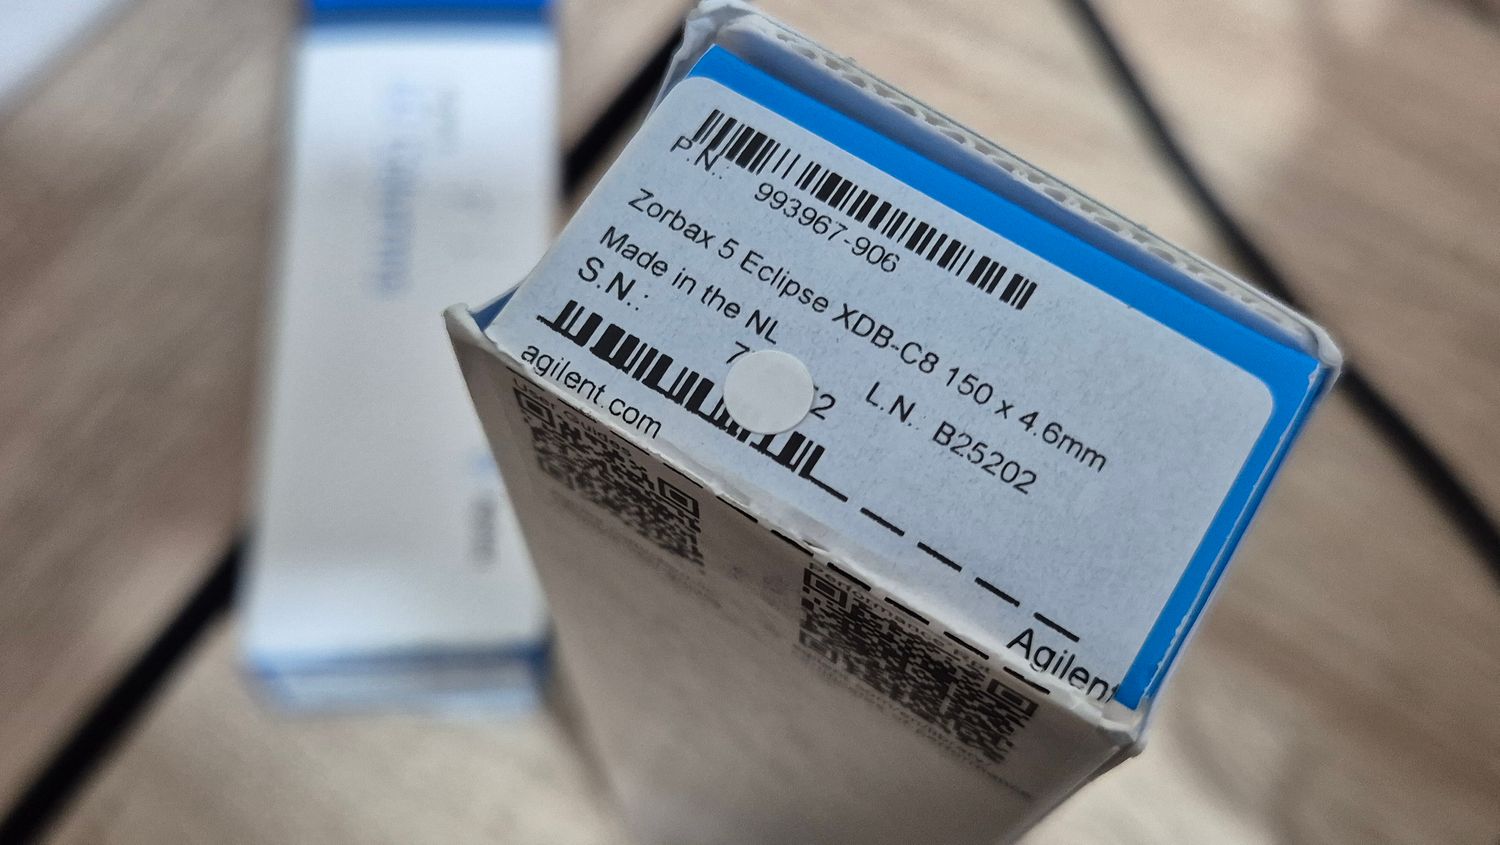 P.N.: 993967-906
Zorbax 5 Eclipse XDB-C8 150 x 4.6mm
Made in the NL
L.N. B25202
S.N.:
agilent.com
Agilent